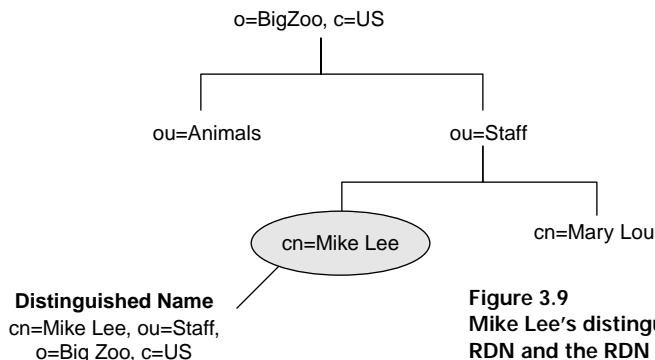 o=BigZoo, c=US
ou=Animals
ou=Staff
cn=Mike Lee
cn=Mary Lou
Distinguished Name
cn=Mike Lee, ou=Staff,
o=Big Zoo, c=US
Figure 3.9
Mike Lee's
RDN and the RDN